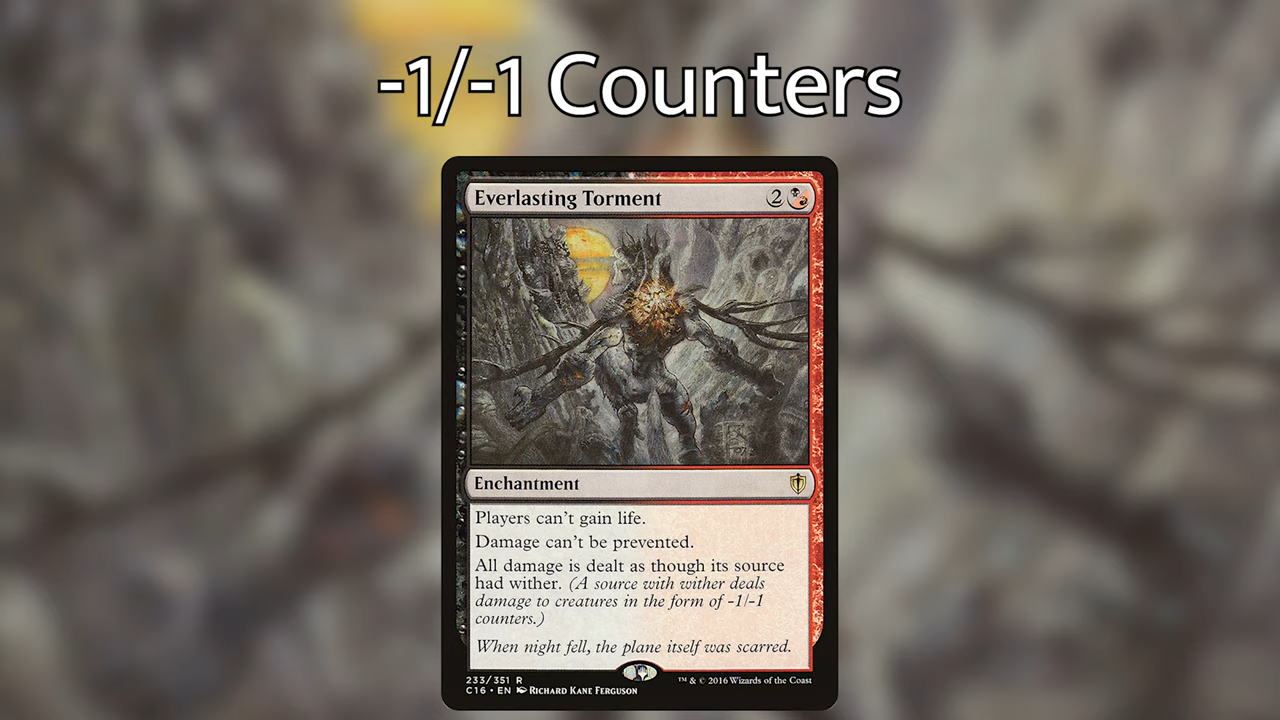 -1/-1 Counters
Everlasting Torment 2
Enchantment
Players can't gain life.
Damage can't be prevented.
All damage is dealt as though its source
had wither. (A source with wither deals
damage to creatures in the form of -1/-1
counters.)
When night fell, the plane itself was scarred.
233/351 R
C16 • EN RICHARD KANE FERGUSON
™ & © 2016 Wizards of the Coast